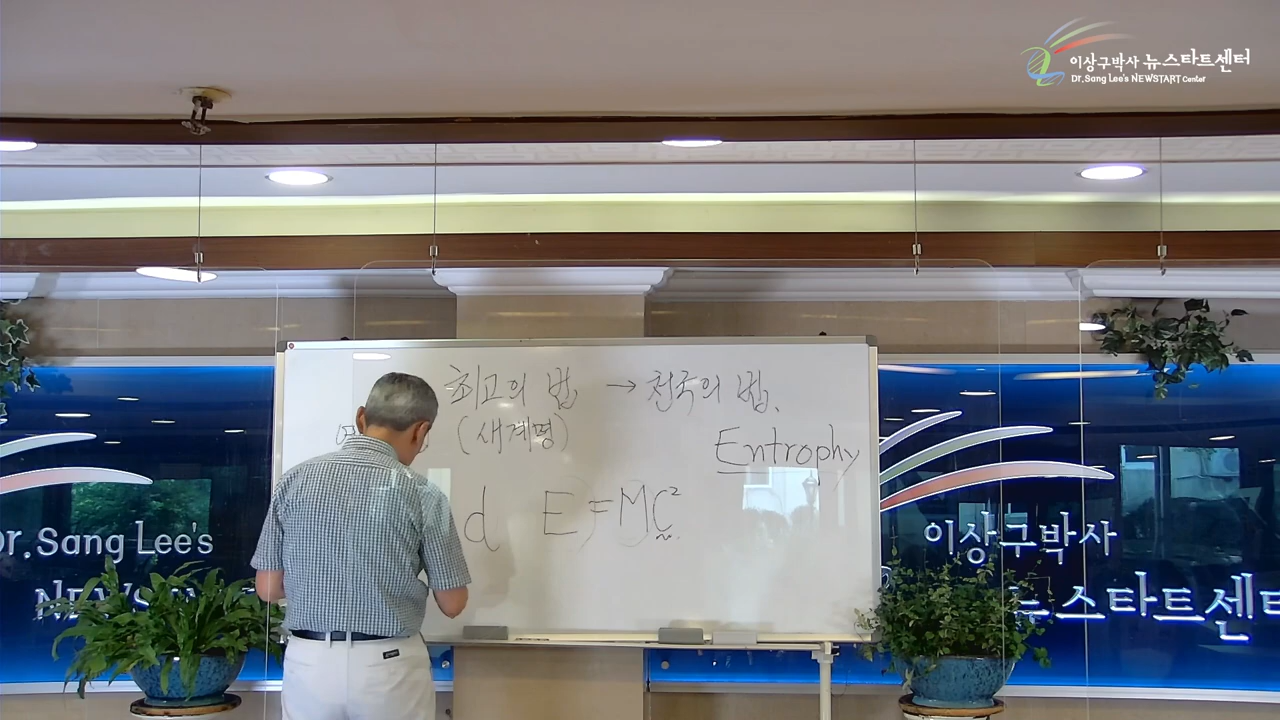 이상구박사 뉴스타트센터
Dr.Sang Lee's NEWSTART Center
최고의 법 → 천국의 법.
(새계명)
Entrophy
d E=MC²
Dr.Sang Lee's
이상구박사
뉴스타트센터